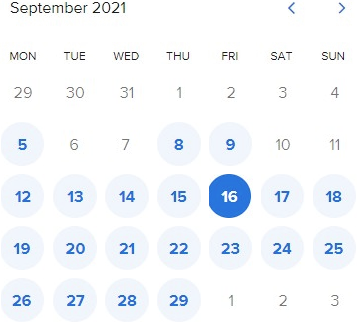 September 2021 < >
MON TUE WED THU FRI SAT SUN
29 30 31 1 2 3 4
5 6 7 8 9 10 11
12 13 14 15 16 17 18
19 20 21 22 23 24 25
26 27 28 29 1 2 3